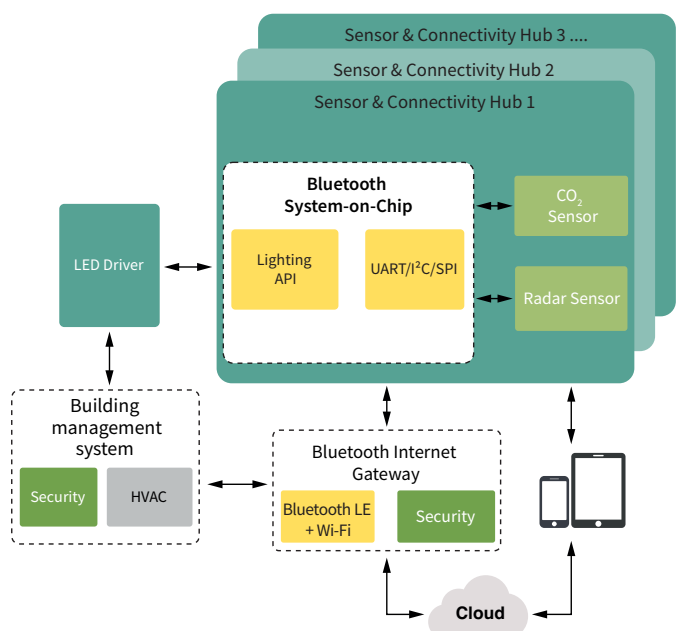 Sensor & Connectivity Hub 3 ....
Sensor & Connectivity Hub 2
Sensor & Connectivity Hub 1
Bluetooth
System-on-Chip
Lighting
API
UART/I²C/SPI
CO₂
Sensor
Radar Sensor
LED Driver
Building
management
system
Security
HVAC
Bluetooth Internet
Gateway
Bluetooth LE
+ Wi-Fi
Security
Cloud